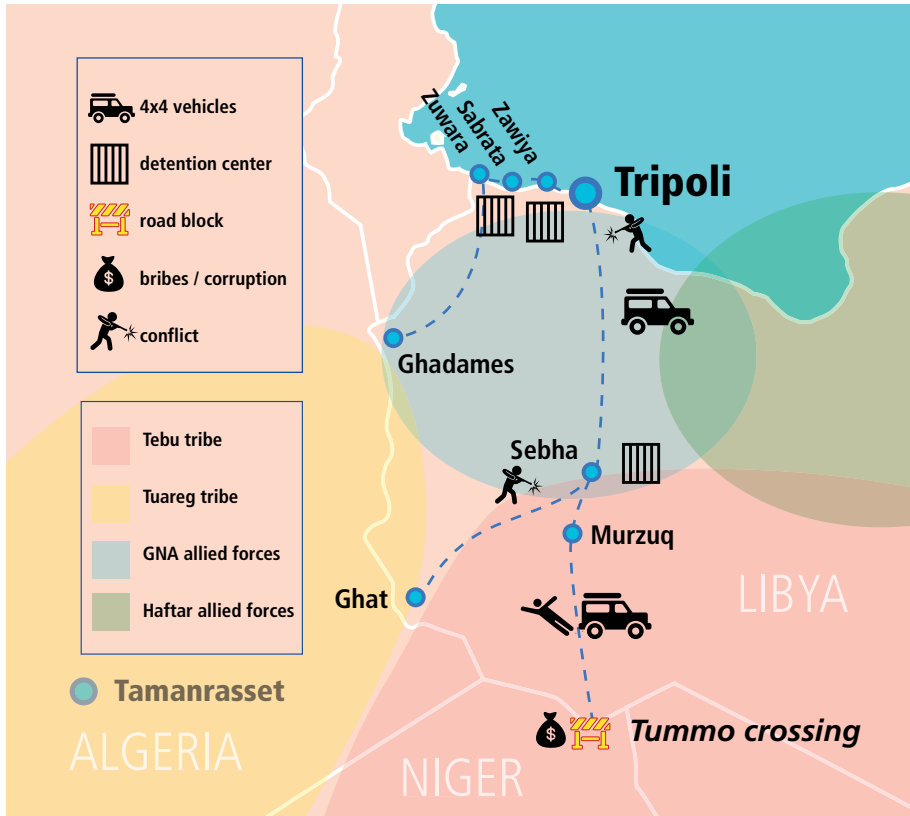 4x4 vehicles
detention center
road block
$
bribes / corruption
conflict
Tebu tribe
Tuareg tribe
GNA allied forces
Haftar allied forces
Zuwara
Sabrata
Zawiya
Tripoli
Ghadames
Sebha
Murzuq
Ghat
LIBYA
Tamanrasset
$
Tummo crossing
ALGERIA
NIGER